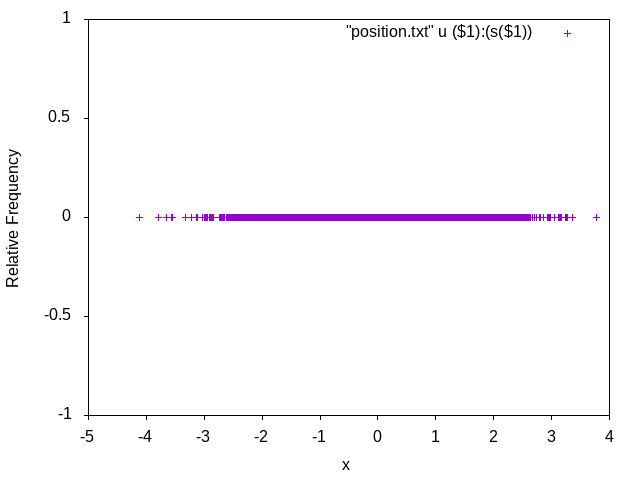 1
"position.txt" u ($1):(s($1))
0.5
Relative Frequency
0
-0.5
-1
-5 -4 -3 -2 -1 0 1 2 3 4
x